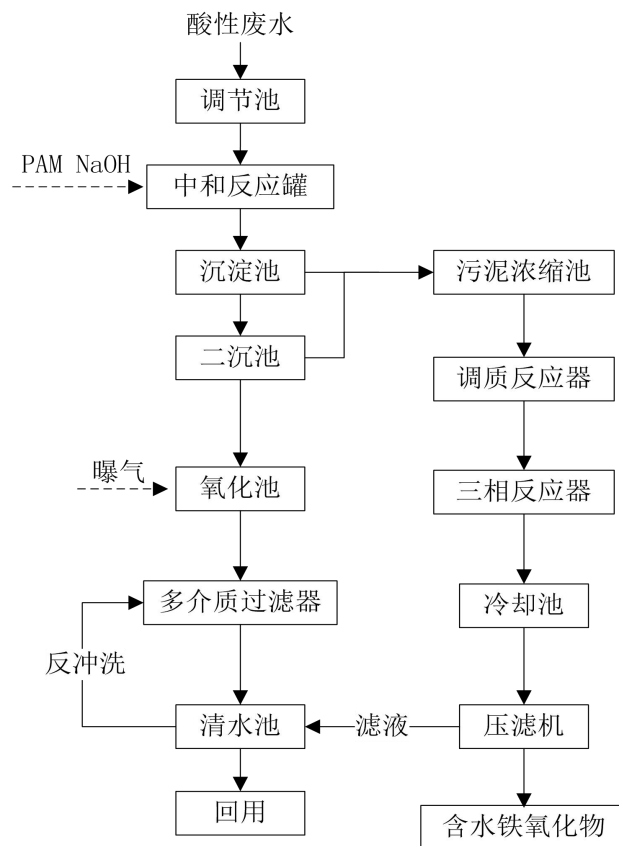 酸性废水
调节池
PAM NaOH
中和反应罐
沉淀池
污泥浓缩池
二沉池
调质反应器
曝气
氧化池
三相反应器
多介质过滤器
冷却池
反冲洗
清水池
滤液
压滤机
回用
含水铁氧化物